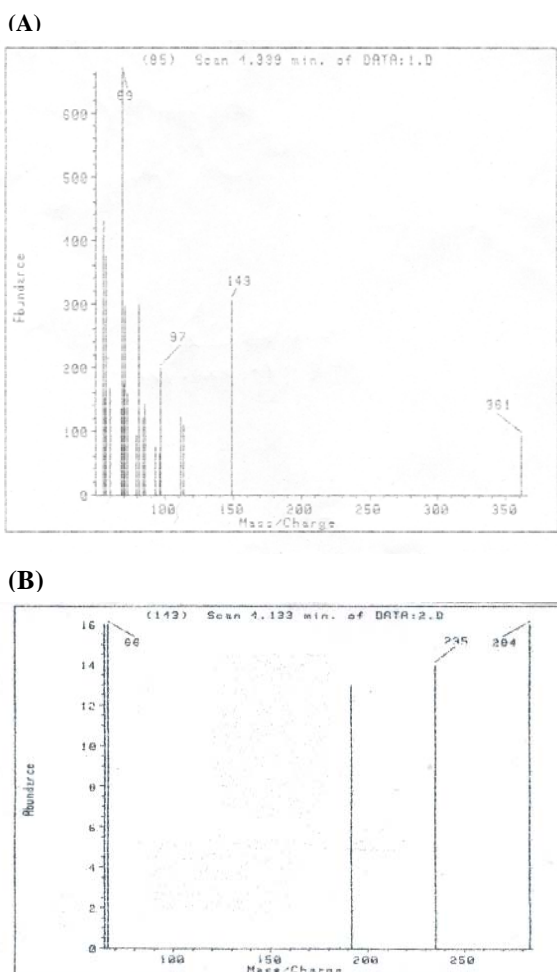 (A)
(85) Scan 4.339 min. of DATA:1.D
69
600
500
400
300
200
100
0
Abundance
143
97
361
100 150 200 250 300 350
Mass/Charge
(B)
(143) Scan 4.133 min. of DATA:2.D
16
14
12
10
8
6
4
2
0
Abundance
66
235
284
100 150 200 250
Mass/Charge